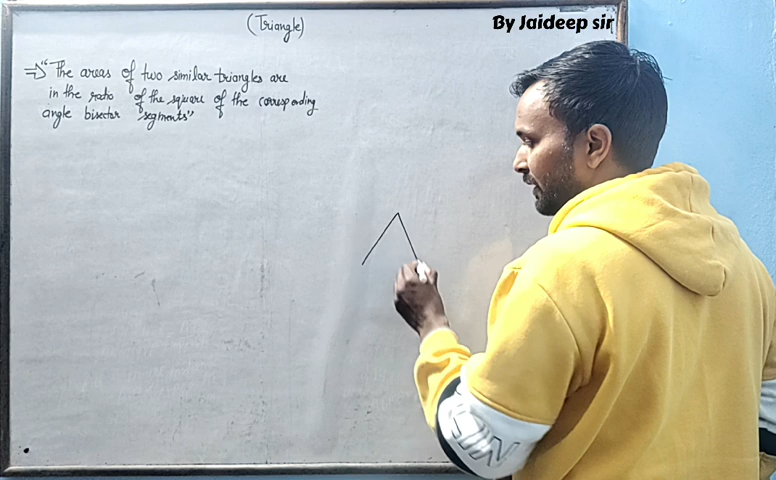 (Triangle)
By Jaideep sir
⇒ "The areas of two similar triangles are
in the ratio of the square of the corresponding
angle bisector segments"